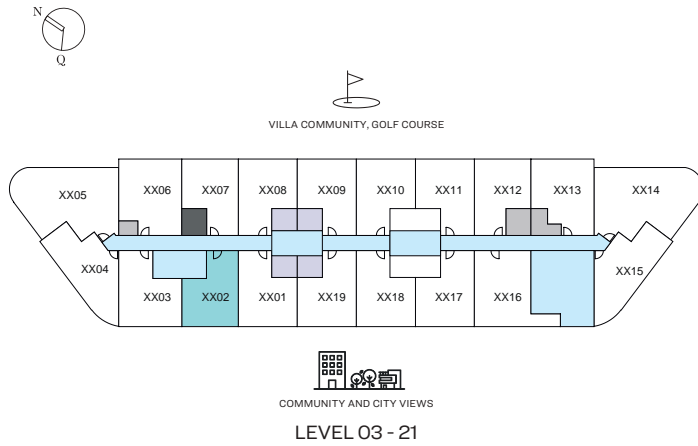 N
Q
VILLA COMMUNITY, GOLF COURSE
XX05 XX06 XX07 XX08 XX09 XX10 XX11 XX12 XX13 XX14
XX04 XX03 XX02 XX01 XX19 XX18 XX17 XX16 XX15
COMMUNITY AND CITY VIEWS
LEVEL 03 - 21